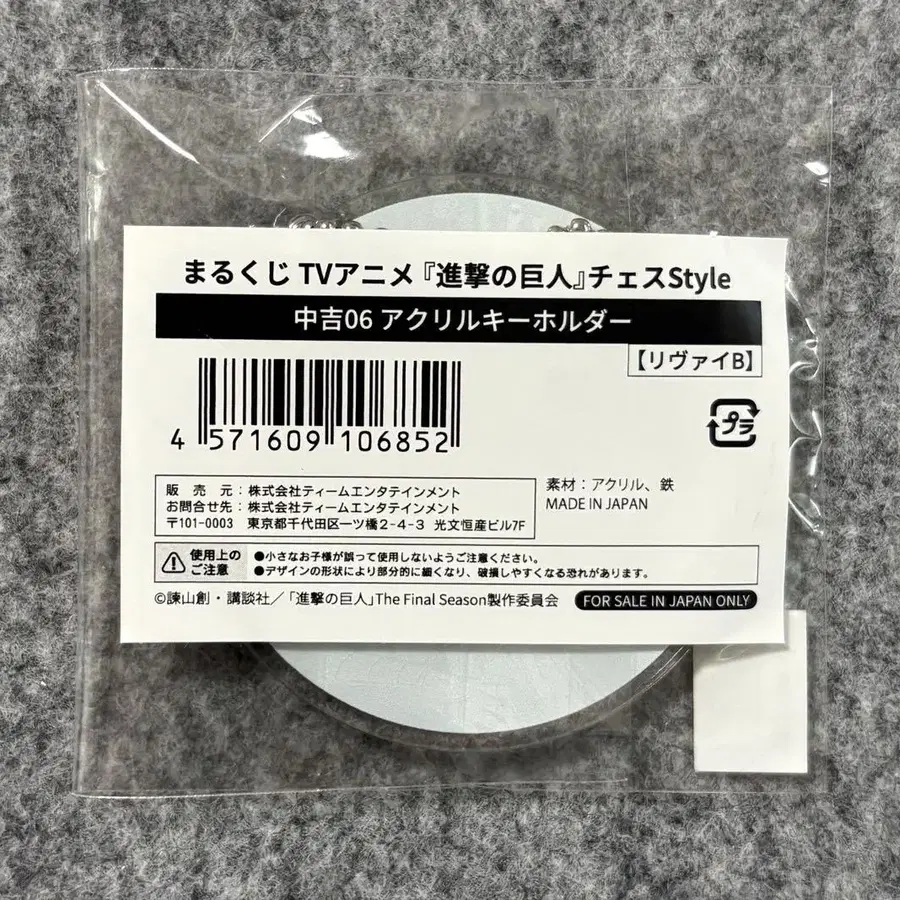 まるくじ TVアニメ『進撃の巨人』チェスStyle
中吉06 アクリルキーホルダー
【リヴァイB】
4 571609 106852
プラ
販売元：株式会社ティームエンタテインメント
お問合せ先：株式会社ティームエンタテインメント
〒101-0003 東京都千代田区一ツ橋2-4-3 光文恒産ビル7F
素材：アクリル、鉄
MADE IN JAPAN
使用上のご注意
●小さなお子様が誤って使用しないようご注意ください。
●デザインの形状により部分的に細くなり、破損しやすくなる恐れがあります。
©諫山創・講談社／「進撃の巨人」The Final Season製作委員会
FOR SALE IN JAPAN ONLY